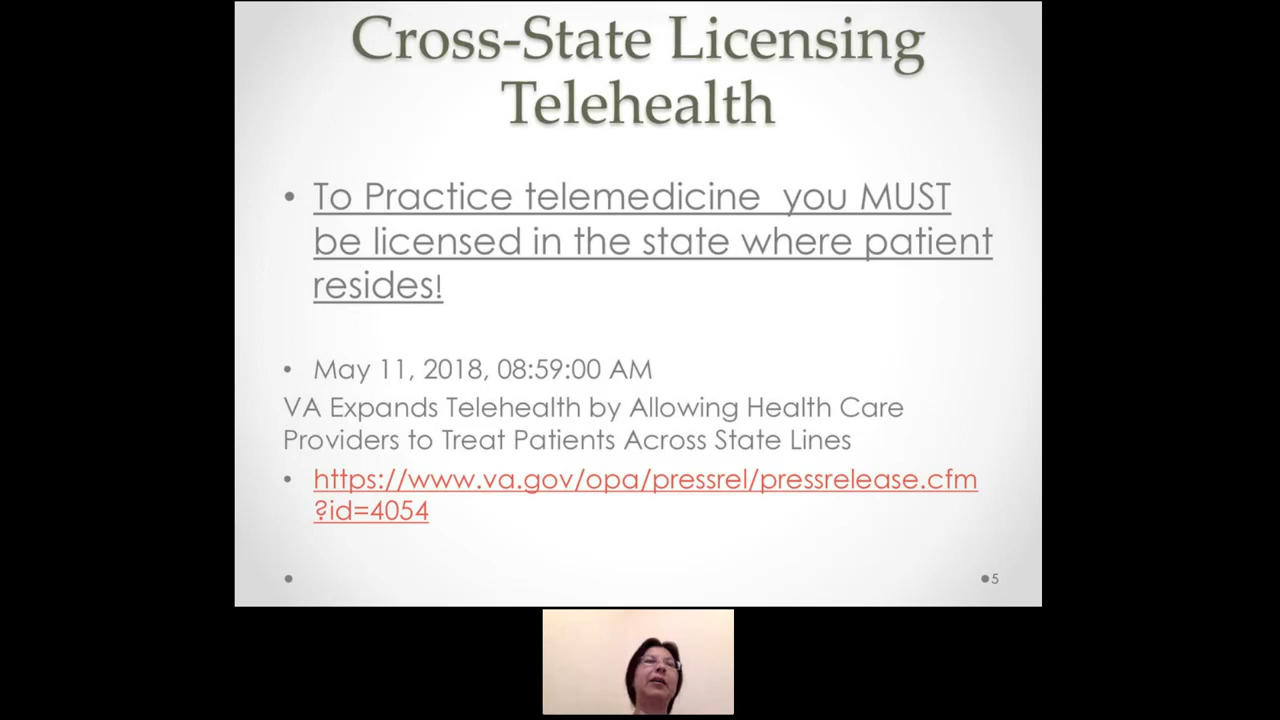 Cross-State Licensing
Telehealth
• To Practice telemedicine you MUST
be licensed in the state where patient
resides!
• May 11, 2018, 08:59:00 AM
VA Expands Telehealth by Allowing Health Care
Providers to Treat Patients Across State Lines
• https://www.va.gov/opa/pressrel/pressrelease.cfm
?id=4054
5